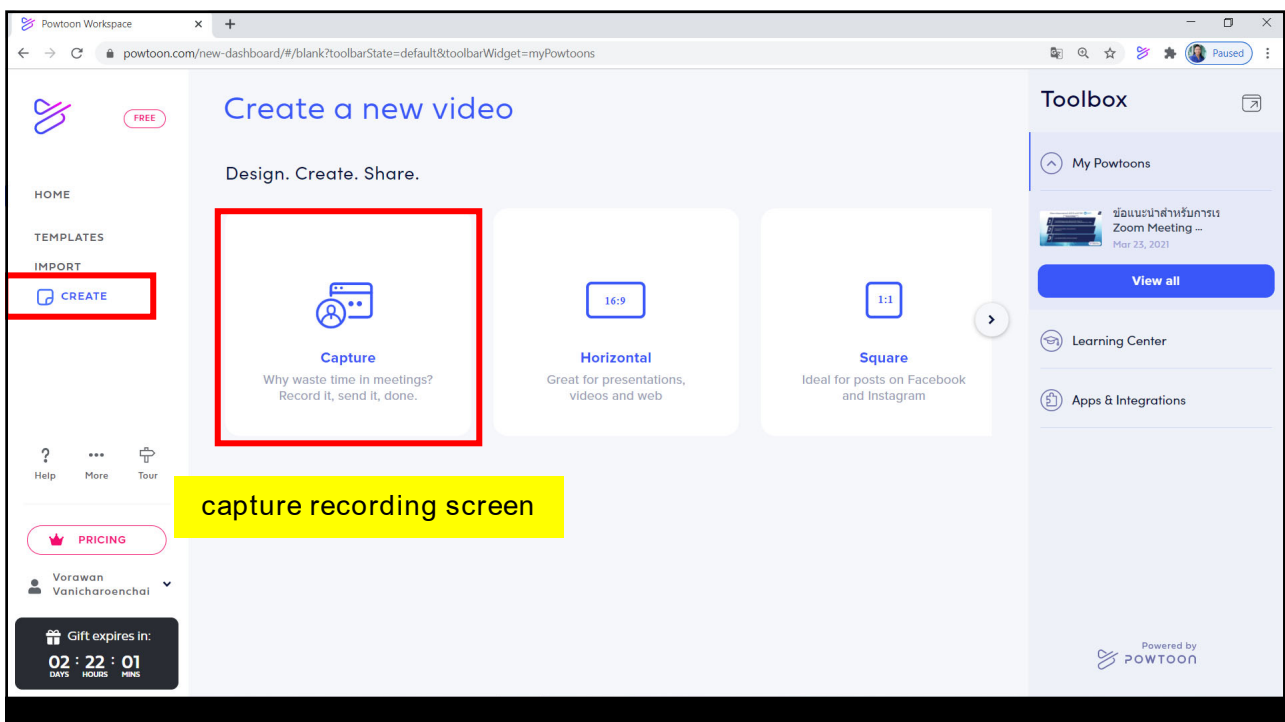 Powtoon Workspace
powtoon.com/new-dashboard/#/blank?toolbarState=default&toolbarWidget=myPowtoons
Paused
FREE
HOME
TEMPLATES
IMPORT
CREATE
?
Help
More
Tour
PRICING
Vorawan
Vanicharoenchai
Gift expires in:
02 : 22 : 01
DAYS HOURS MINS
Create a new video
Design. Create. Share.
Capture
Why waste time in meetings?
Record it, send it, done.
16:9
Horizontal
Great for presentations,
videos and web
1:1
Square
Ideal for posts on Facebook
and Instagram
capture recording screen
Toolbox
My Powtoons
ข้อแนะนำสำหรับการเร
Zoom Meeting ...
Mar 23, 2021
View all
Learning Center
Apps & Integrations
Powered by
POWTOON